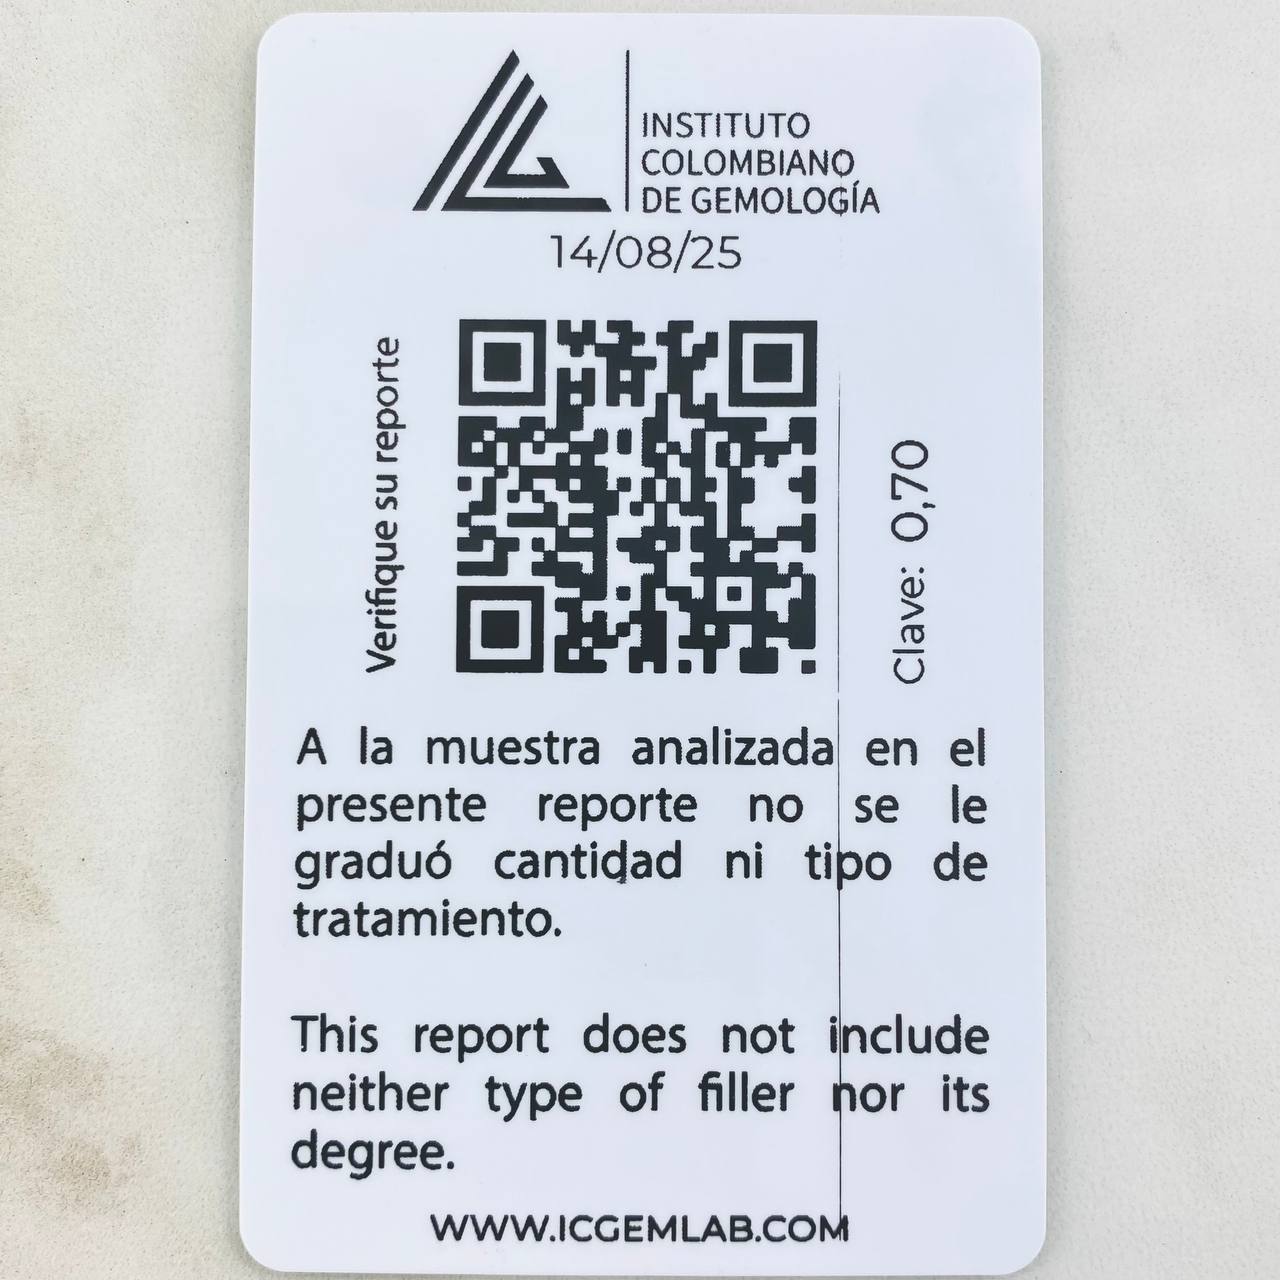 INSTITUTO
COLOMBIANO
DE GEMOLOGÍA
14/08/25
Verifique su reporte
Clave: 0,70
A la muestra analizada en el
presente reporte no se le
graduó cantidad ni tipo de
tratamiento.
This report does not include
neither type of filler nor its
degree.
WWW.ICGEMLAB.COM